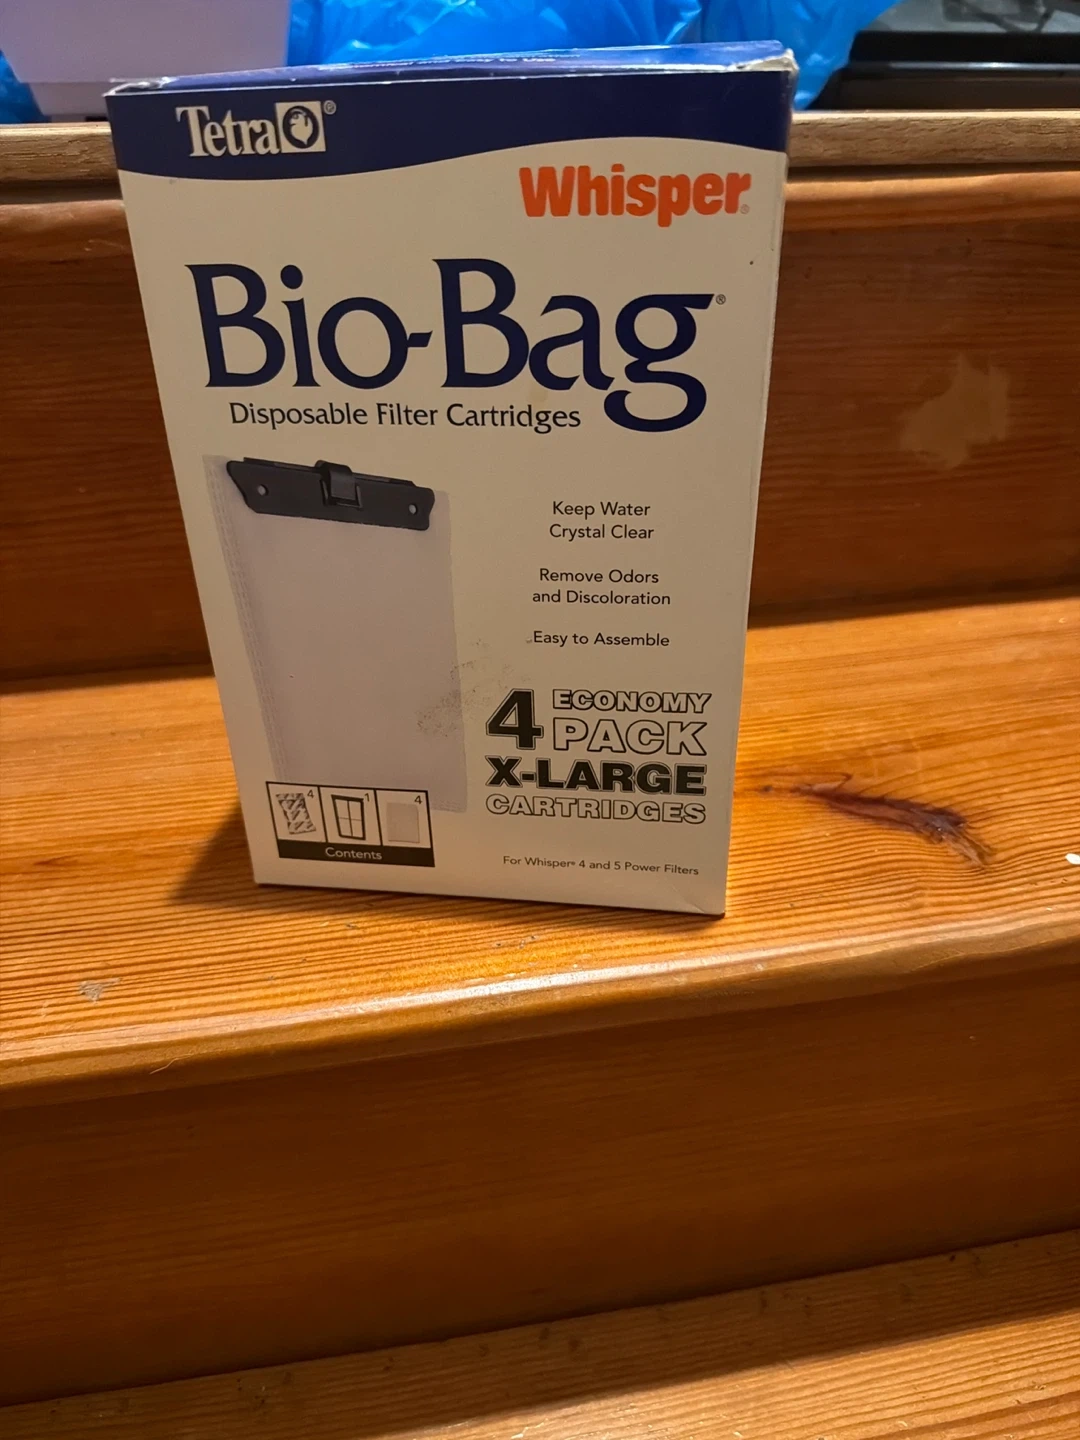 Tetra®
Whisper®
Bio-Bag®
Disposable Filter Cartridges
Keep Water
Crystal Clear
Remove Odors
and Discoloration
Easy to Assemble
4 ECONOMY
PACK
X-LARGE
CARTRIDGES
4 1 4
Contents
For Whisper® 4 and 5 Power Filters